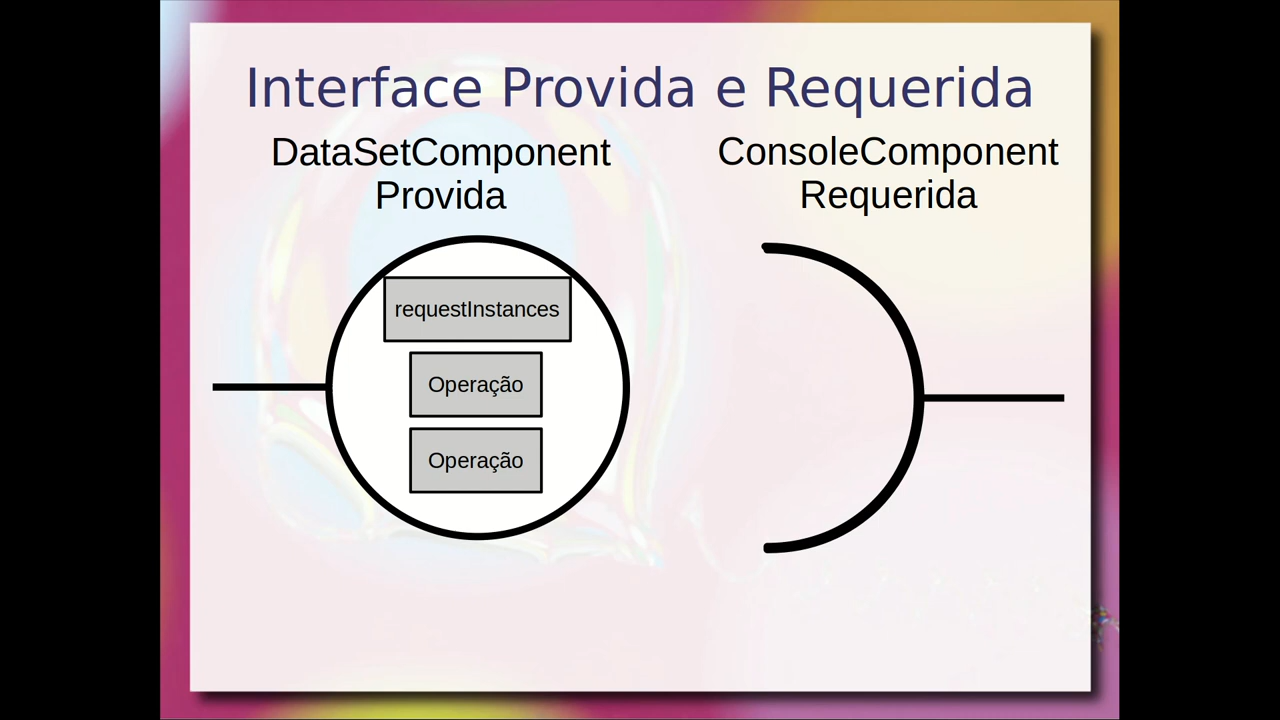 Interface Provida e Requerida
DataSetComponent
Provida
ConsoleComponent
Requerida
requestInstances
Operação
Operação